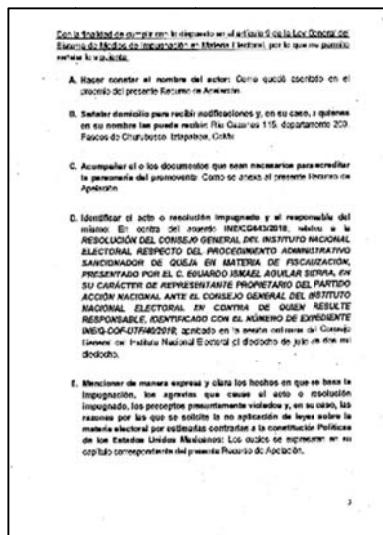 Con la finalidad de cumplir con lo dispuesto en el artículo 9 de la Ley General del
Sistema de Medios de Impugnación en Materia Electoral, por lo que me permito
señalar lo siguiente:
A. Hacer constar el nombre del actor: Como quedó asentado en el
proemio del presente Recurso de Apelación.
B. Señalar domicilio para recibir notificaciones y, en su caso, a quienes
en su nombre las puede recibir: Río 115, departamento
Paseos de Churubusco, Iztapalapa, CdMx
C. Acompañar el o los documentos que sean necesarios para acreditar
la personería del promovente: Como se anexa al presente Recurso de
Apelación
D. Identificar el acto o resolución impugnado y el responsable del
mismo: En contra del acuerdo INE/CG643/2018, relativo a la
RESOLUCIÓN DEL CONSEJO GENERAL DEL INSTITUTO NACIONAL
ELECTORAL RESPECTO DEL PROCEDIMIENTO ADMINISTRATIVO
SANCIONADOR DE QUEJA EN MATERIA DE FISCALIZACIÓN,
PRESENTADO POR EL C. EDUARDO ISMAEL AGUILAR SIERRA, EN
SU CARÁCTER DE REPRESENTANTE PROPIETARIO DEL PARTIDO
ACCIÓN NACIONAL ANTE EL CONSEJO GENERAL DEL INSTITUTO
NACIONAL ELECTORAL EN CONTRA DE QUIEN RESULTE
RESPONSABLE, IDENTIFICADO CON EL NÚMERO DE EXPEDIENTE
INE/Q-COF-UTF/40/2018; aprobado en la sesión ordinaria del Consejo
General del Instituto Nacional Electoral el dieciocho de julio de dos mil
dieciocho.
E. Mencionar de manera expresa y clara los hechos en que se basa la
impugnación, los agravios que cause el acto o resolución
impugnado, los preceptos presuntamente violados y, en su caso, las
razones por las que se solicite la no aplicación de leyes sobre la
materia electoral por estimarlas contrarias a la constitución Políticas
de los Estados Unidos Mexicanos: Los cuales se expresan en su
capítulo correspondiente del presente Recurso de Apelación.